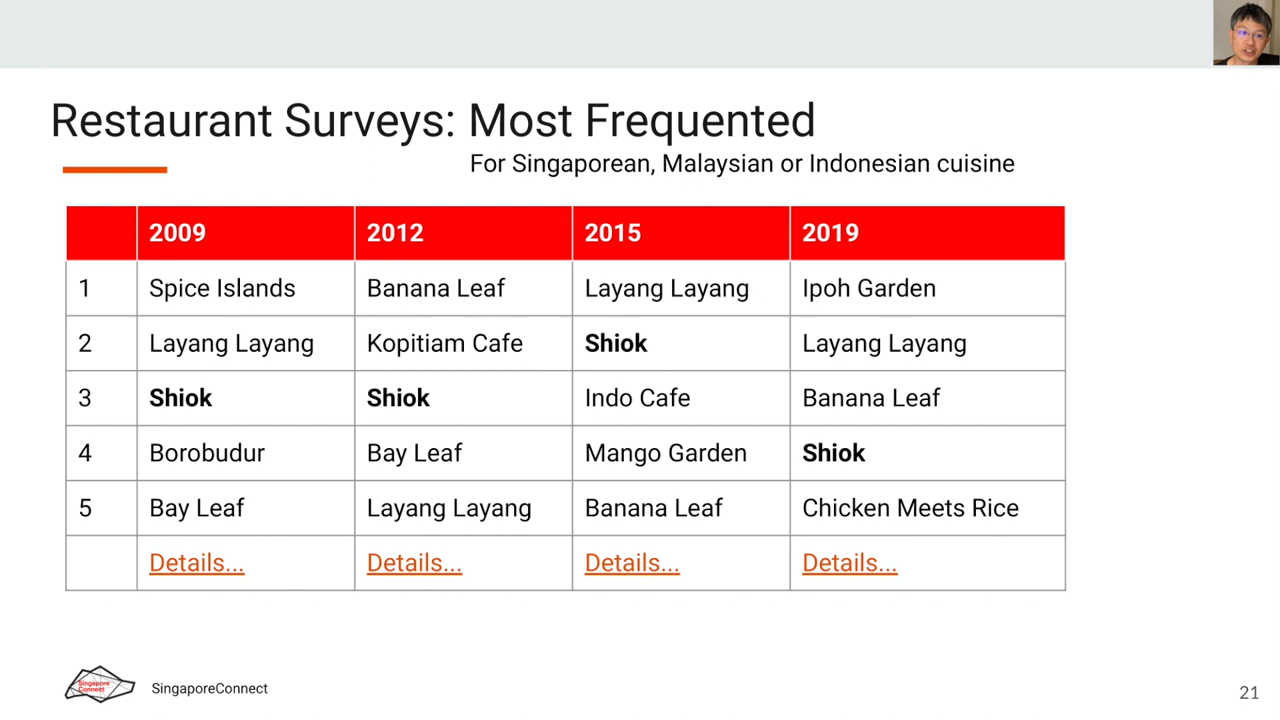 Restaurant Surveys: Most Frequented
For Singaporean, Malaysian or Indonesian cuisine
2009 2012 2015 2019
1 Spice Islands Banana Leaf Layang Layang Ipoh Garden
2 Layang Layang Kopitiam Cafe Shiok Layang Layang
3 Shiok Shiok Indo Cafe Banana Leaf
4 Borobudur Bay Leaf Mango Garden Shiok
5 Bay Leaf Layang Layang Banana Leaf Chicken Meets Rice
Details... Details... Details... Details...
Singapore
Connect
SingaporeConnect
21